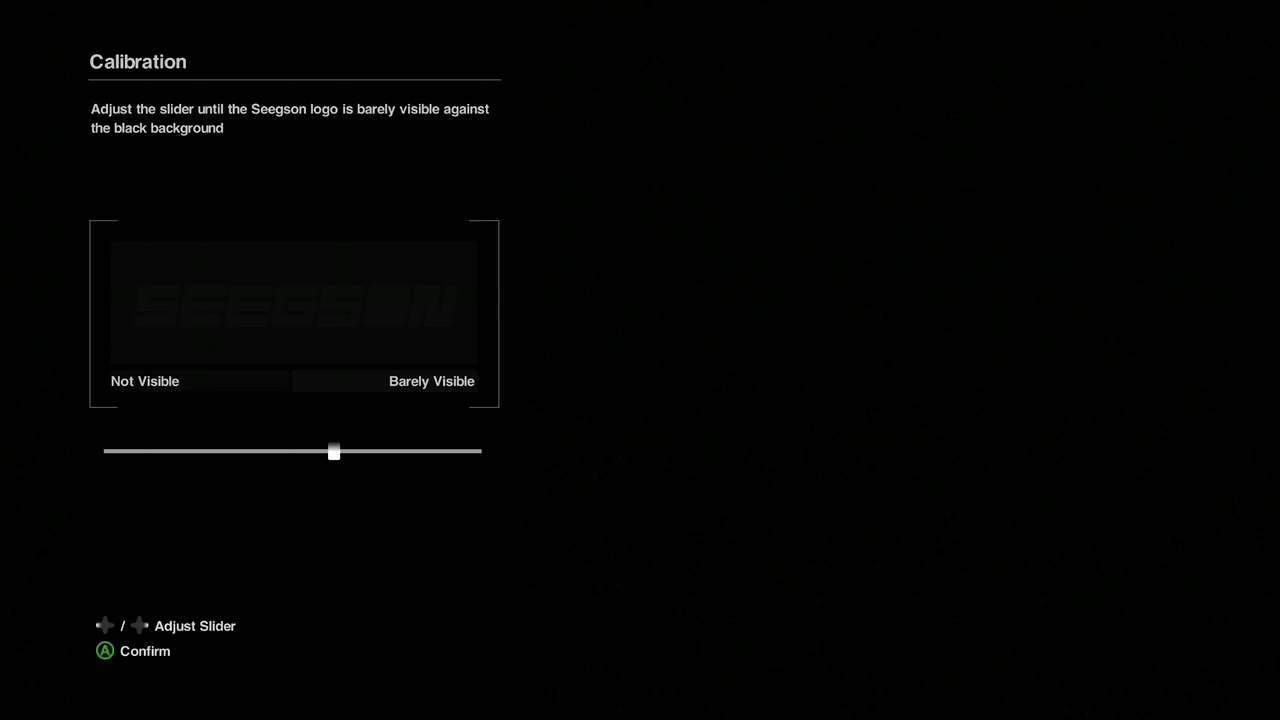 Calibration
Adjust the slider until the Seegson logo is barely visible against
the black background
SEEGSON
Not Visible
Barely Visible
/ Adjust Slider
A Confirm